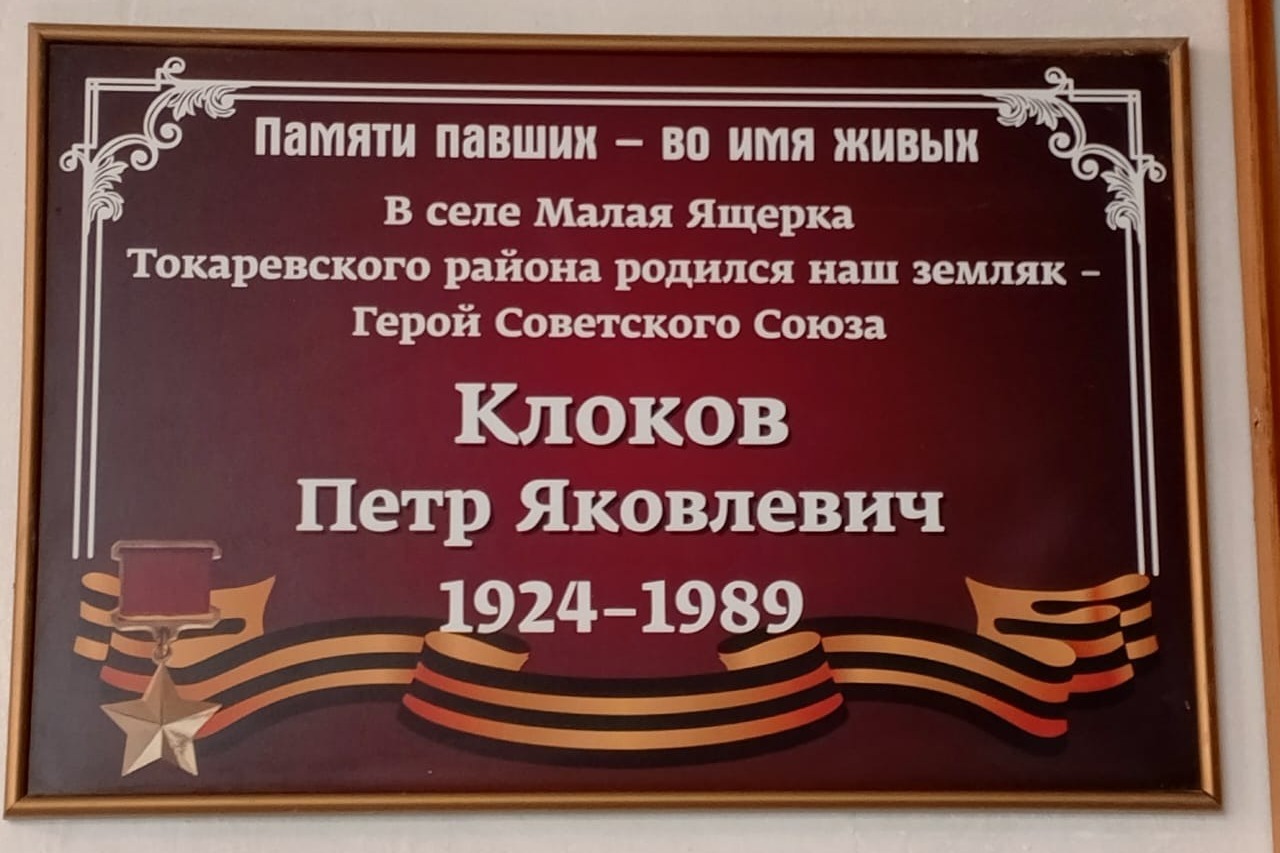 Памяти павших – во имя живых
В селе Малая Ящерка
Токаревского района родился наш земляк –
Герой Советского Союза
Клоков
Петр Яковлевич
1924–1989